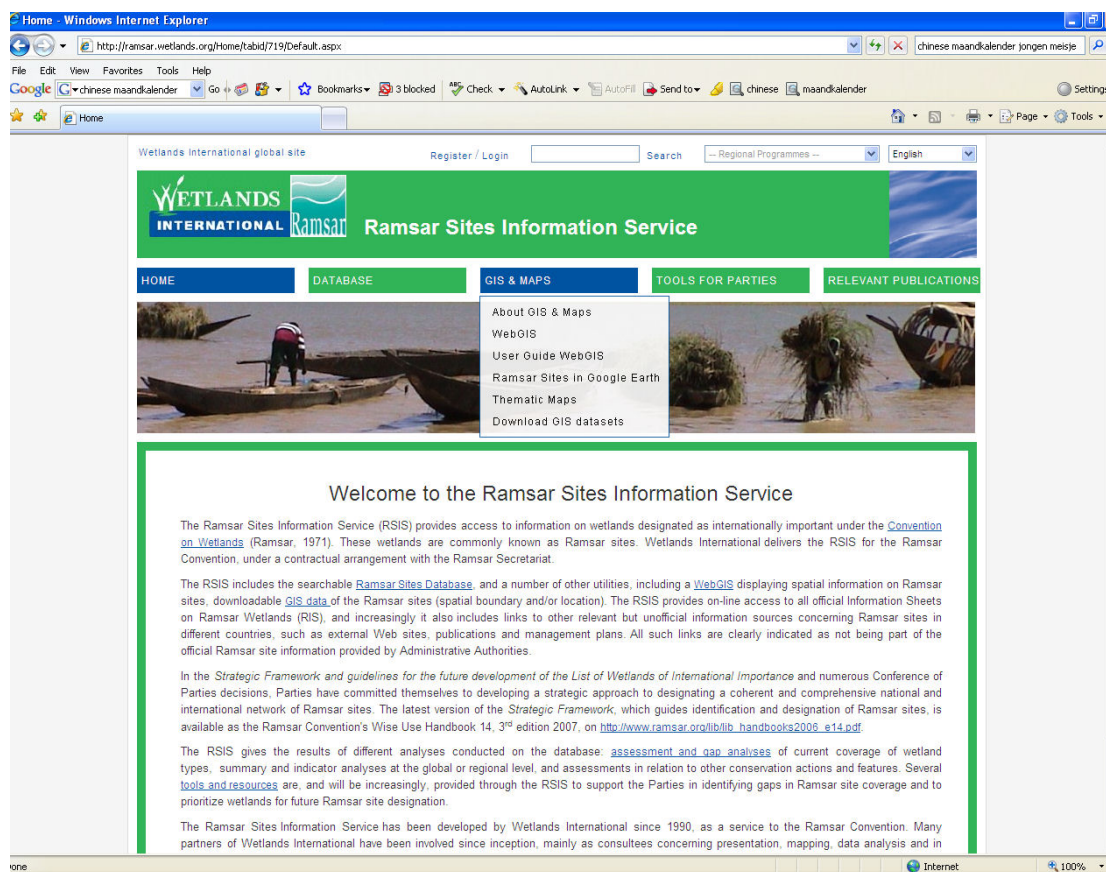 Home - Windows Internet Explorer
http://ramsar.wetlands.org/Home/tabid/719/Default.aspx
chinese maandkalender jongen meisje
File Edit View Favorites Tools Help
Google chinese maandkalender Go Bookmarks 3 blocked Check AutoLink AutoFill Send to chinese maandkalender Settings
Home Page Tools
Wetlands International global site Register / Login Search -- Regional Programmes -- English
WETLANDS
INTERNATIONAL Ramsar Ramsar Sites Information Service
HOME DATABASE GIS & MAPS TOOLS FOR PARTIES RELEVANT PUBLICATIONS
About GIS & Maps
WebGIS
User Guide WebGIS
Ramsar Sites in Google Earth
Thematic Maps
Download GIS datasets
Welcome to the Ramsar Sites Information Service
The Ramsar Sites Information Service (RSIS) provides access to information on wetlands designated as internationally important under the Convention
on Wetlands (Ramsar, 1971). These wetlands are commonly known as Ramsar sites. Wetlands International delivers the RSIS for the Ramsar
Convention, under a contractual arrangement with the Ramsar Secretariat.
The RSIS includes the searchable Ramsar Sites Database, and a number of other utilities, including a WebGIS displaying spatial information on Ramsar
sites, downloadable GIS data of the Ramsar sites (spatial boundary and/or location). The RSIS provides on-line access to all official Information Sheets
on Ramsar Wetlands (RIS), and increasingly it also includes links to other relevant but unofficial information sources concerning Ramsar sites in
different countries, such as external Web sites, publications and management plans. All such links are clearly indicated as not being part of the
official Ramsar site information provided by Administrative Authorities.
In the Strategic Framework and guidelines for the future development of the List of Wetlands of International Importance and numerous Conference of
Parties decisions, Parties have committed themselves to developing a strategic approach to designating a coherent and comprehensive national and
international network of Ramsar sites. The latest version of the Strategic Framework, which guides identification and designation of Ramsar sites, is
available as the Ramsar Convention's Wise Use Handbook 14, 3rd edition 2007, on http://www.ramsar.org/lib/lib_handbooks2006_e14.pdf.
The RSIS gives the results of different analyses conducted on the database: assessment and gap analyses of current coverage of wetland
types, summary and indicator analyses at the global or regional level, and assessments in relation to other conservation actions and features. Several
tools and resources are, and will be increasingly, provided through the RSIS to support the Parties in identifying gaps in Ramsar site coverage and to
prioritize wetlands for future Ramsar site designation.
The Ramsar Sites Information Service has been developed by Wetlands International since 1990, as a service to the Ramsar Convention. Many
partners of Wetlands International have been involved since inception, mainly as consultees concerning presentation, mapping, data analysis and in
one Internet 100%